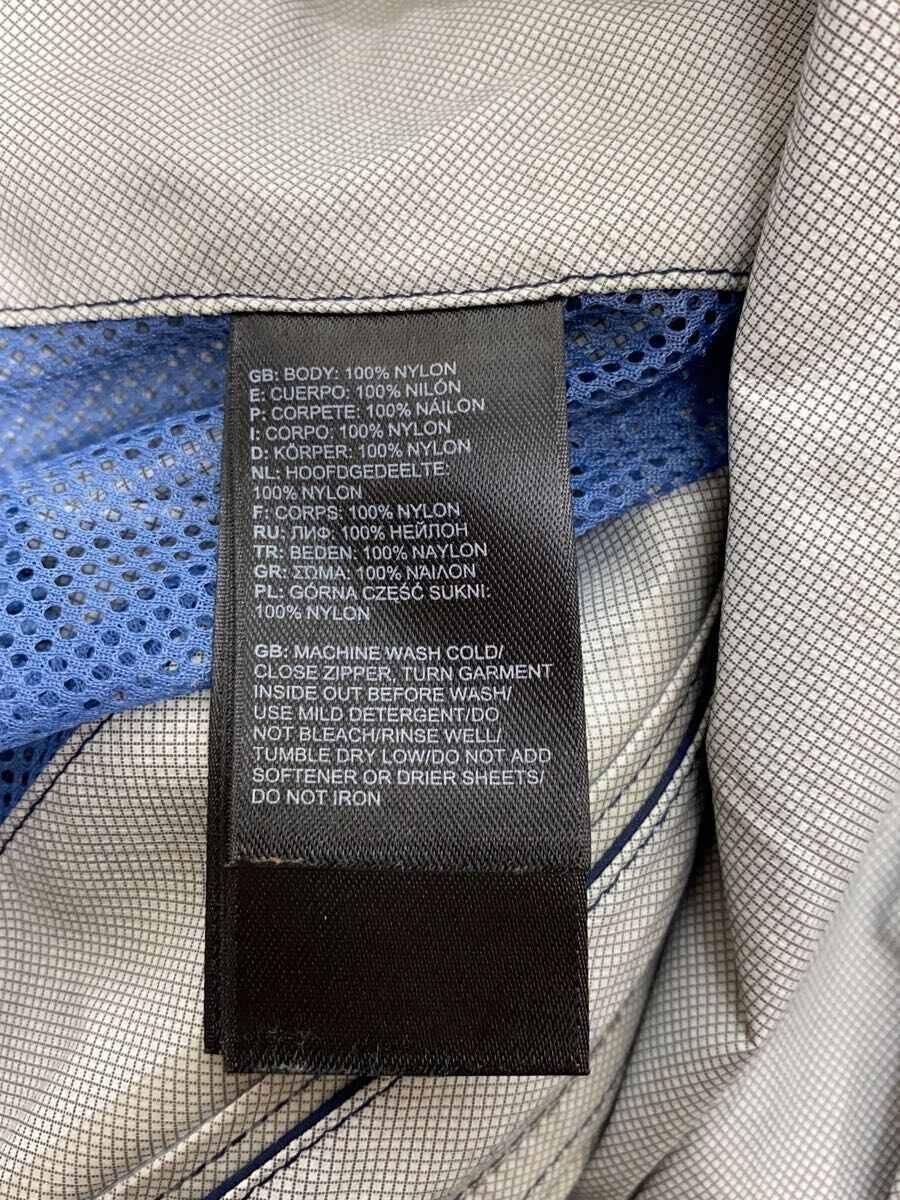 GB: BODY: 100% NYLON
E: CUERPO: 100% NILÓN
P: CORPETE: 100% NÁILON
I: CORPO: 100% NYLON
D: KÖRPER: 100% NYLON
NL: HOOFDGEDEELTE:
100% NYLON
F: CORPS: 100% NYLON
RU: ЛИФ: 100% НЕЙЛОН
TR: BEDEN: 100% NAYLON
GR: ΣΩΜΑ: 100% ΝΑΪΛΟΝ
PL: GÓRNA CZĘŚĆ SUKNI:
100% NYLON
GB: MACHINE WASH COLD/
CLOSE ZIPPER, TURN GARMENT
INSIDE OUT BEFORE WASH/
USE MILD DETERGENT/DO
NOT BLEACH/RINSE WELL/
TUMBLE DRY LOW/DO NOT ADD
SOFTENER OR DRIER SHEETS/
DO NOT IRON